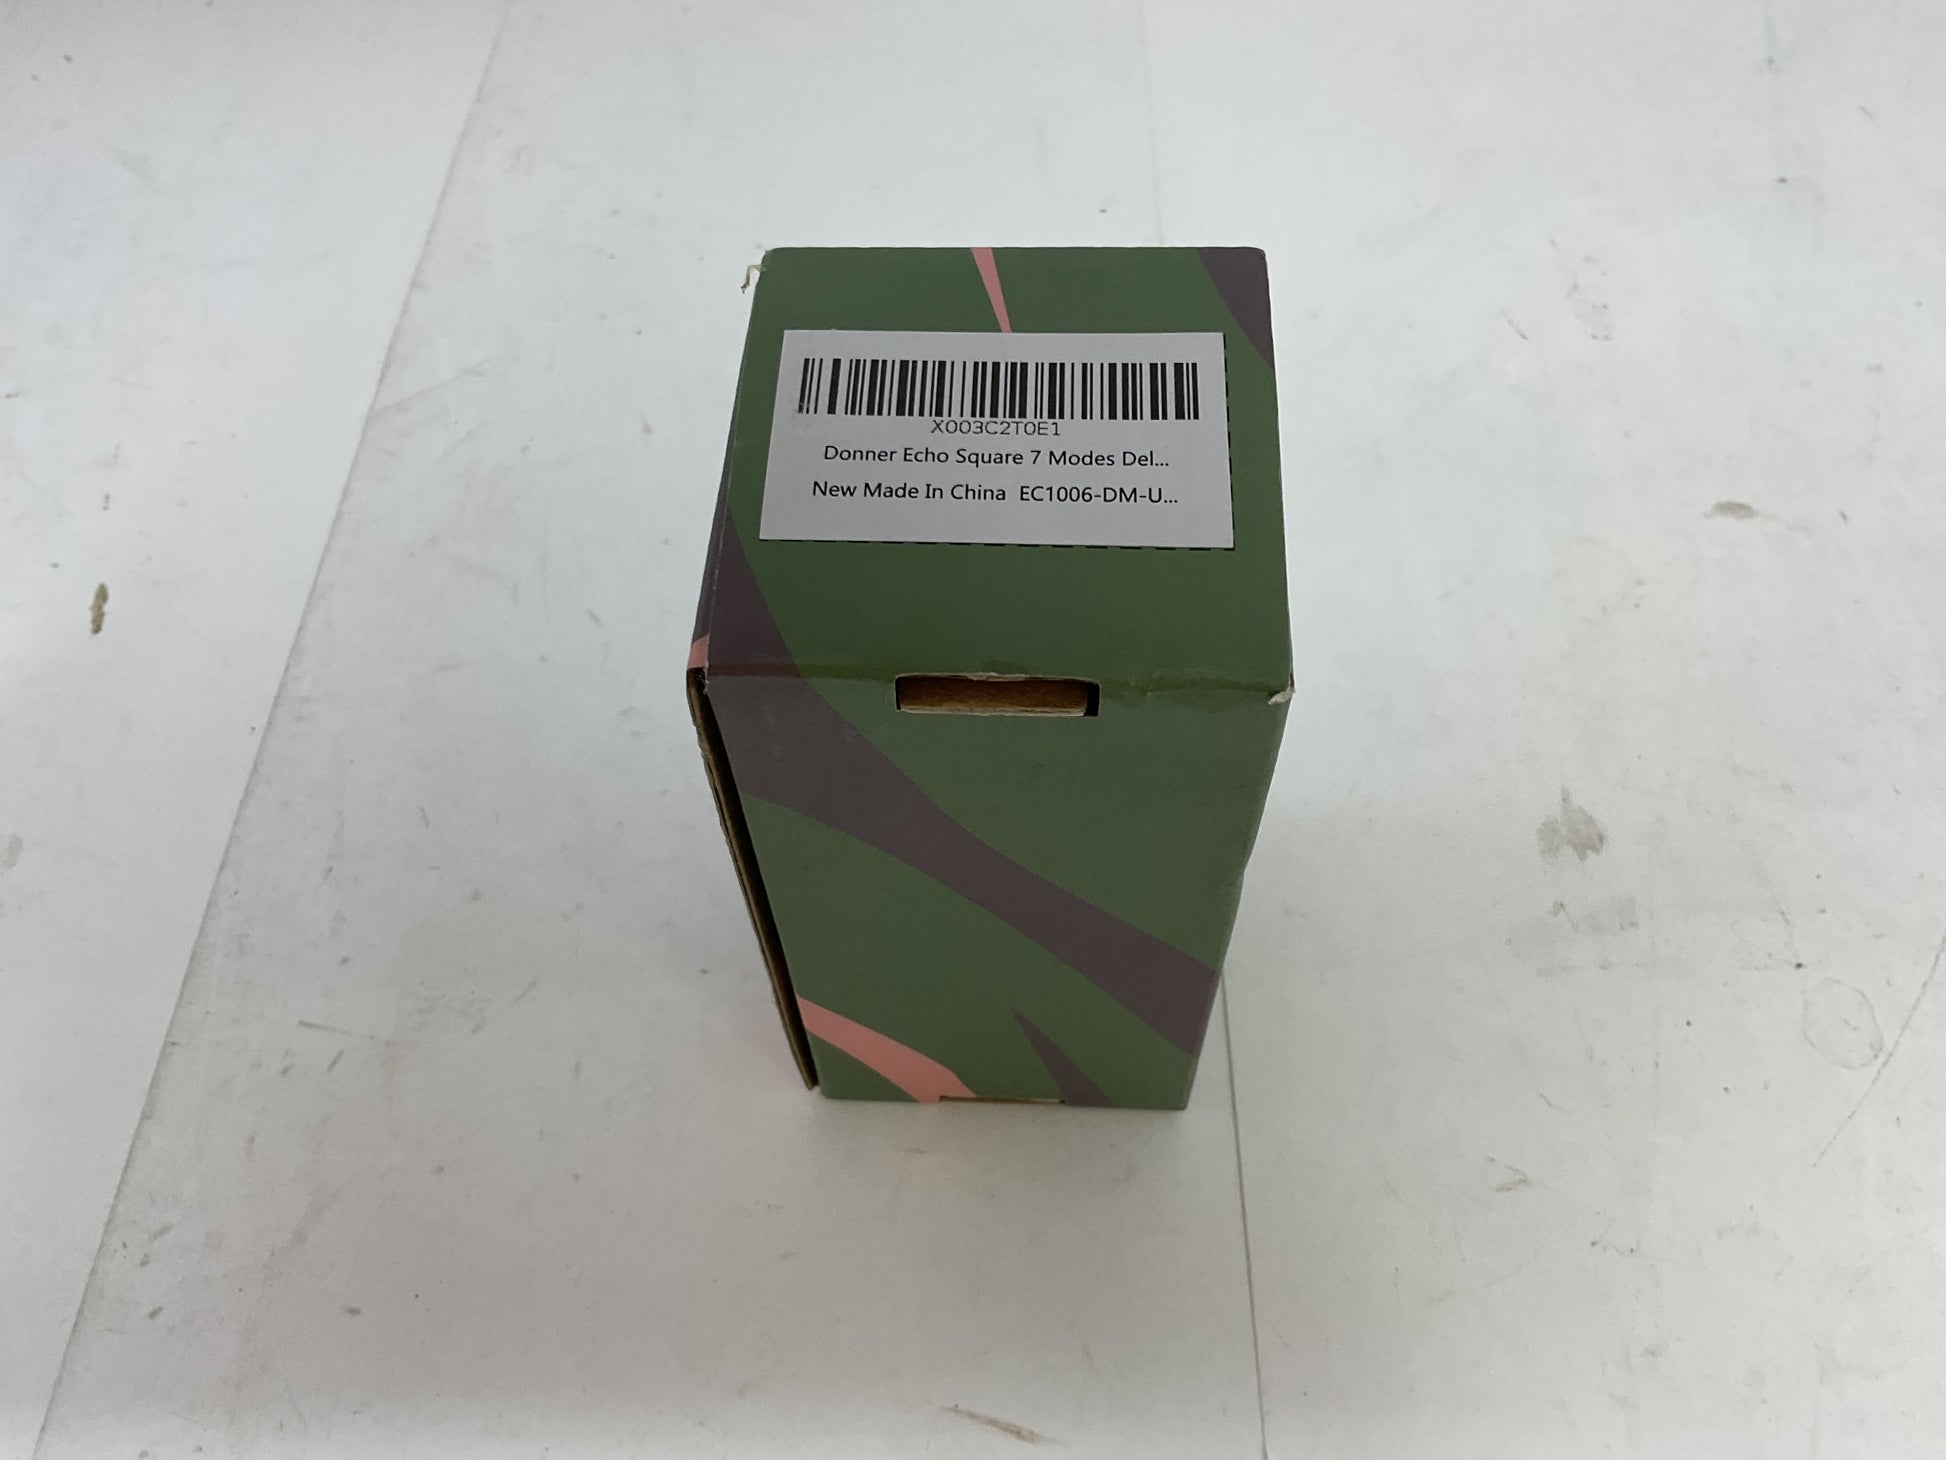 X003C2T0E1
Donner Echo Square 7 Modes Del...
New Made In China EC1006-DM-U...